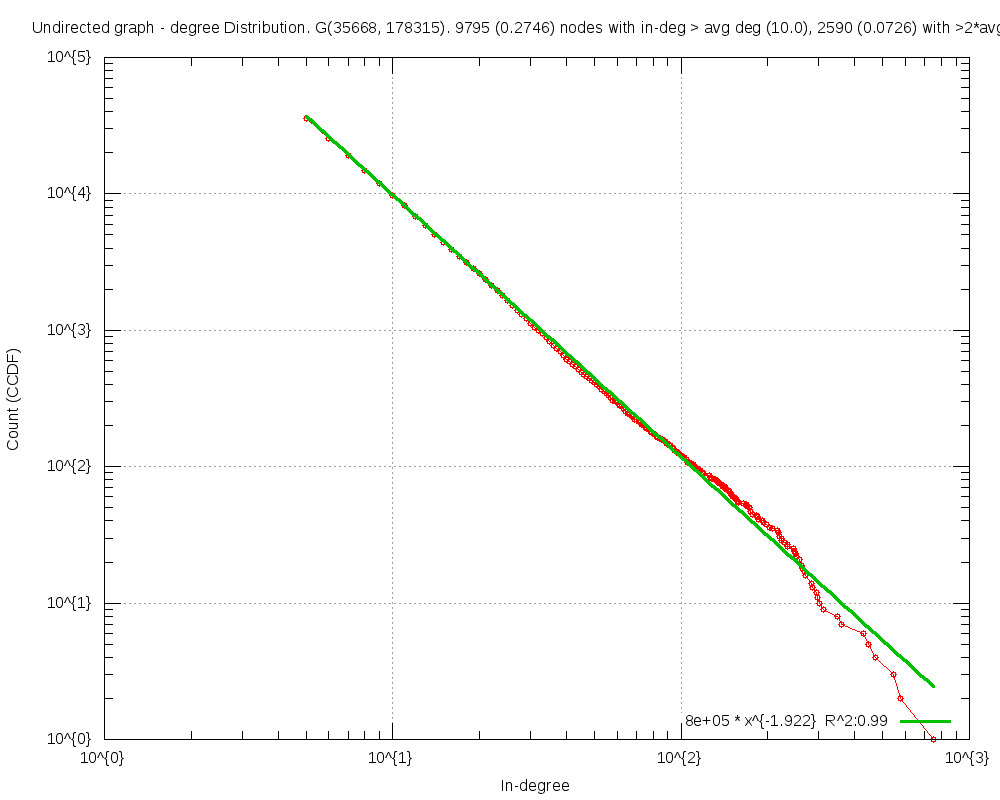 Undirected graph - degree Distribution. G(35668, 178315). 9795 (0.2746) nodes with in-deg > avg deg (10.0), 2590 (0.0726) with >2*avg
10^{5}
10^{4}
10^{3}
10^{2}
10^{1}
10^{0}
Count (CCDF)
8e+05 * x^{-1.922} R^2:0.99
10^{0}
10^{1}
10^{2}
10^{3}
In-degree